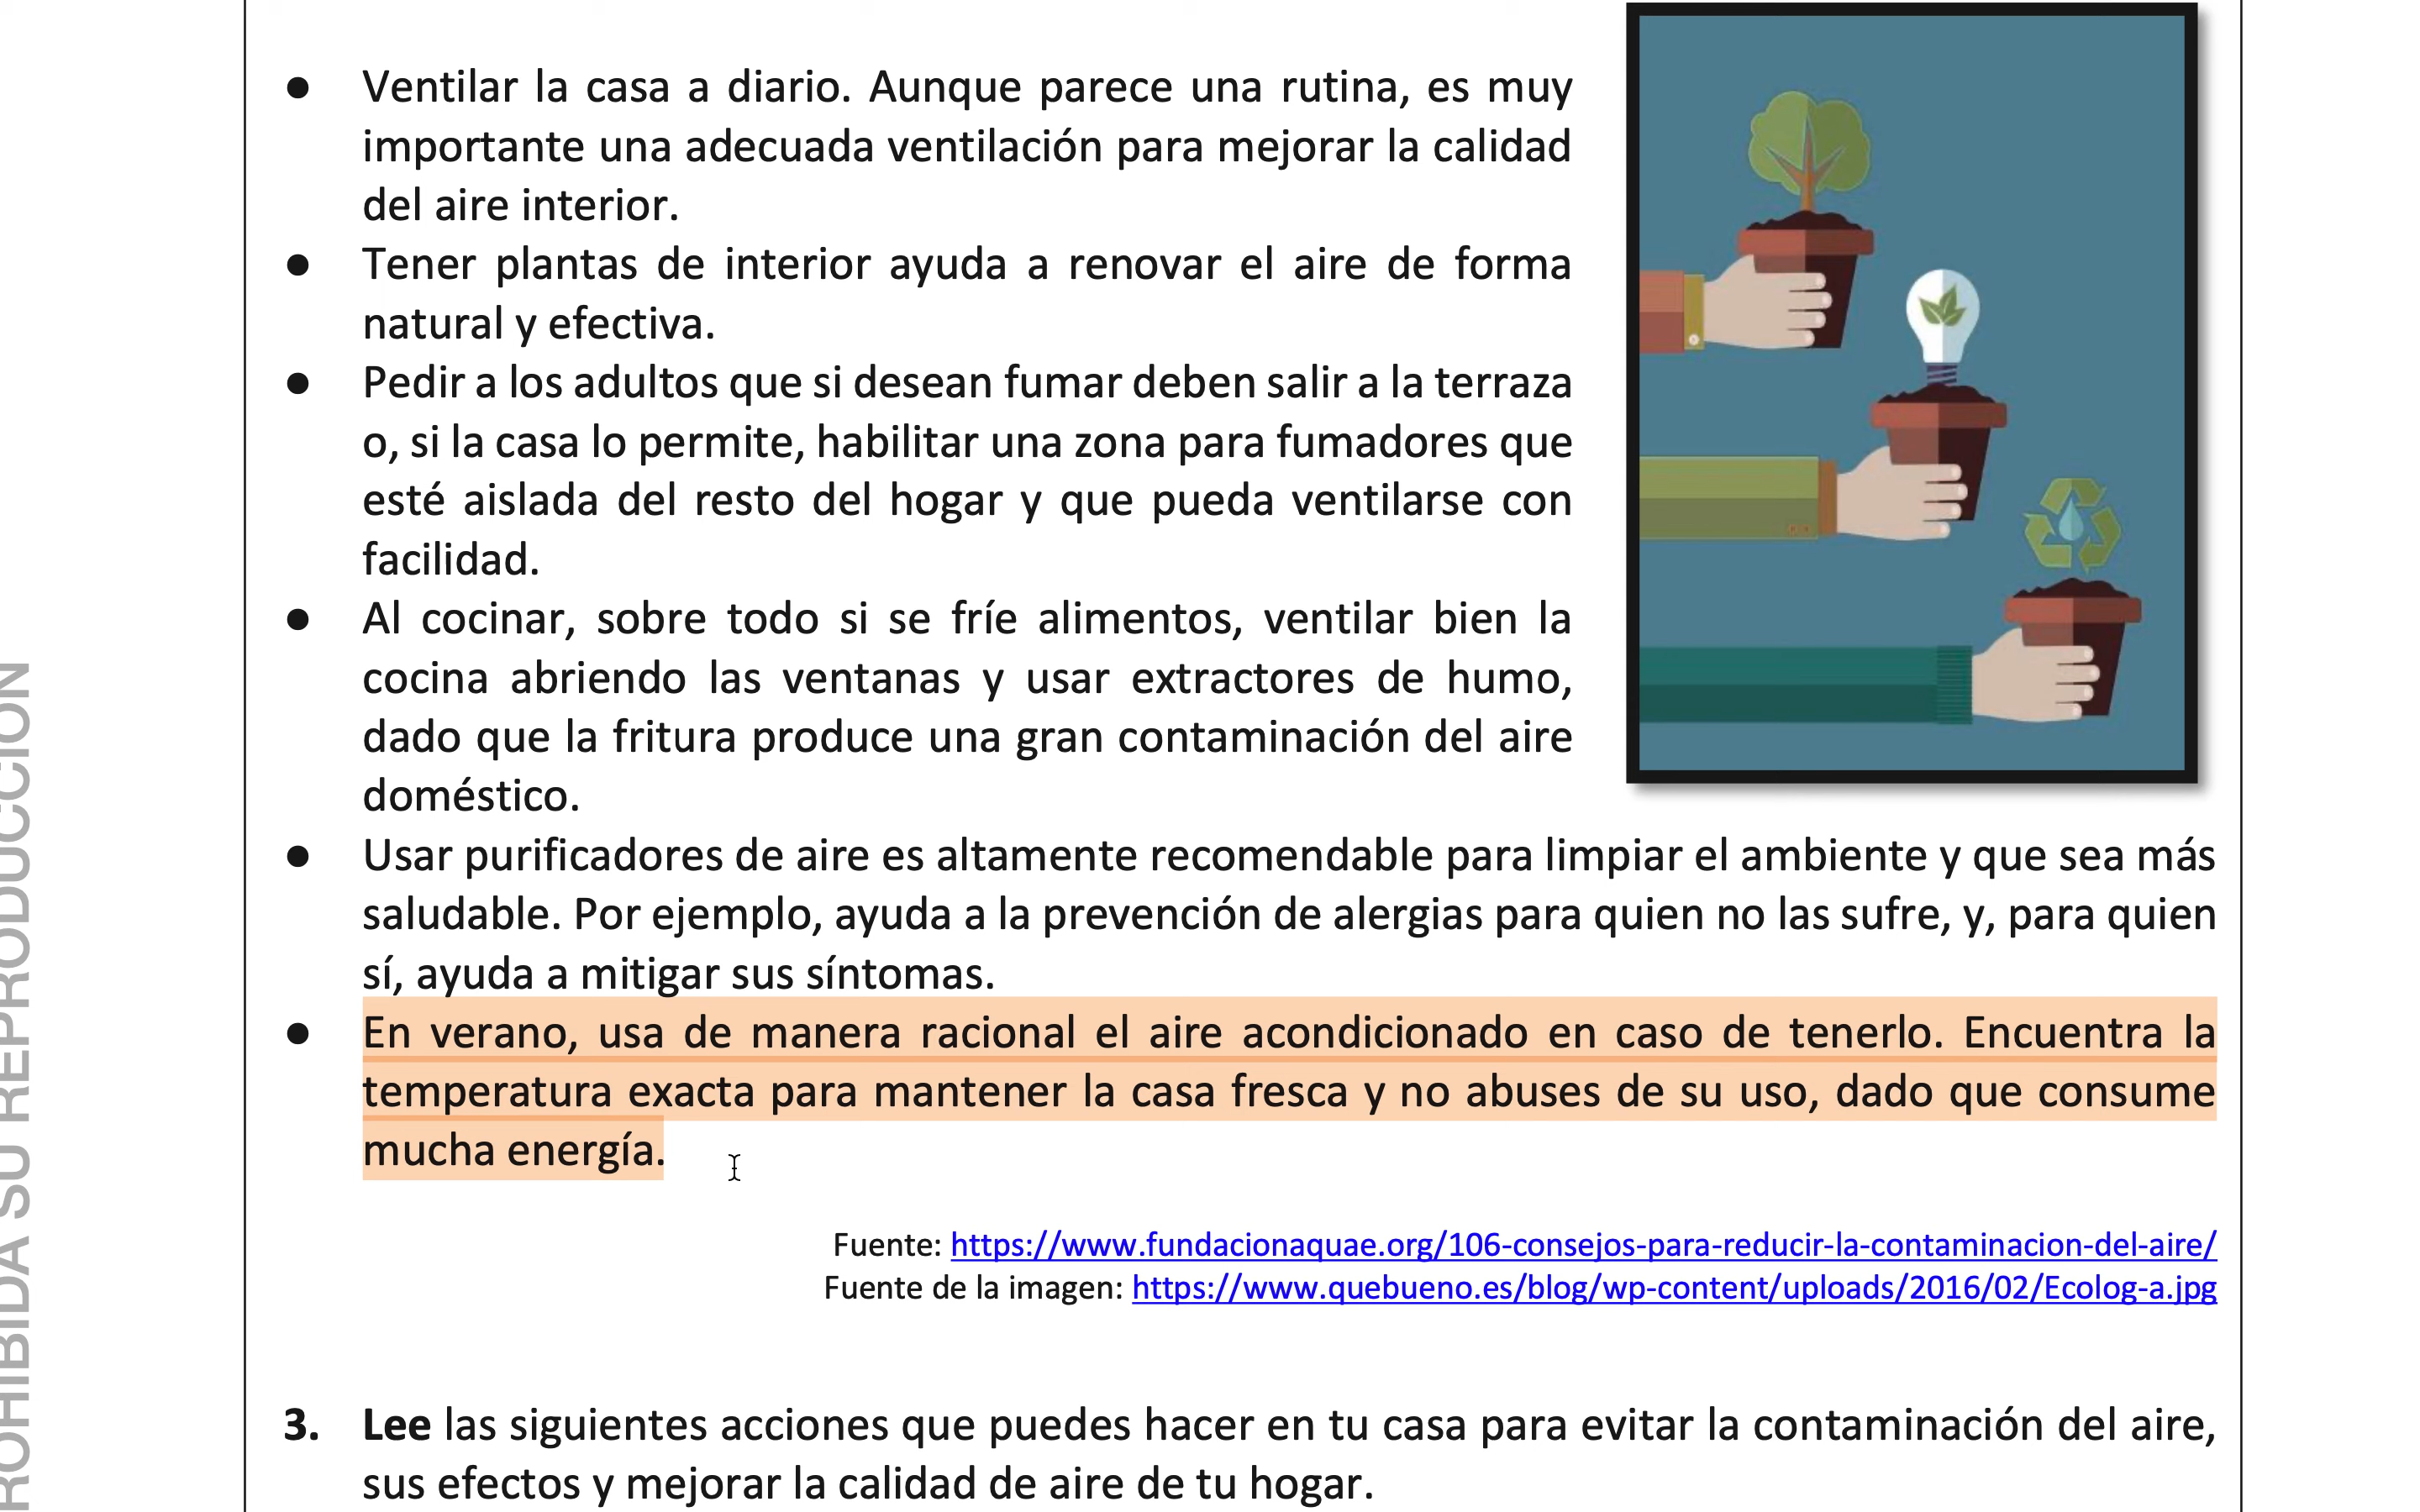 ● Ventilar la casa a diario. Aunque parece una rutina, es muy
importante una adecuada ventilación para mejorar la calidad
del aire interior.
● Tener plantas de interior ayuda a renovar el aire de forma
natural y efectiva.
● Pedir a los adultos que si desean fumar deben salir a la terraza
o, si la casa lo permite, habilitar una zona para fumadores que
esté aislada del resto del hogar y que pueda ventilarse con
facilidad.
● Al cocinar, sobre todo si se fríe alimentos, ventilar bien la
cocina abriendo las ventanas y usar extractores de humo,
dado que la fritura produce una gran contaminación del aire
doméstico.
● Usar purificadores de aire es altamente recomendable para limpiar el ambiente y que sea más
saludable. Por ejemplo, ayuda a la prevención de alergias para quien no las sufre, y, para quien
sí, ayuda a mitigar sus síntomas.
● En verano, usa de manera racional el aire acondicionado en caso de tenerlo. Encuentra la
temperatura exacta para mantener la casa fresca y no abuses de su uso, dado que consume
mucha energía.
Fuente: https://www.fundacionaquae.org/106-consejos-para-reducir-la-contaminacion-del-aire/
Fuente de la imagen: https://www.quebueno.es/blog/wp-content/uploads/2016/02/Ecolog-a.jpg
3. Lee las siguientes acciones que puedes hacer en tu casa para evitar la contaminación del aire,
sus efectos y mejorar la calidad de aire de tu hogar.
ROHIBIDA SU REPRODUCCION